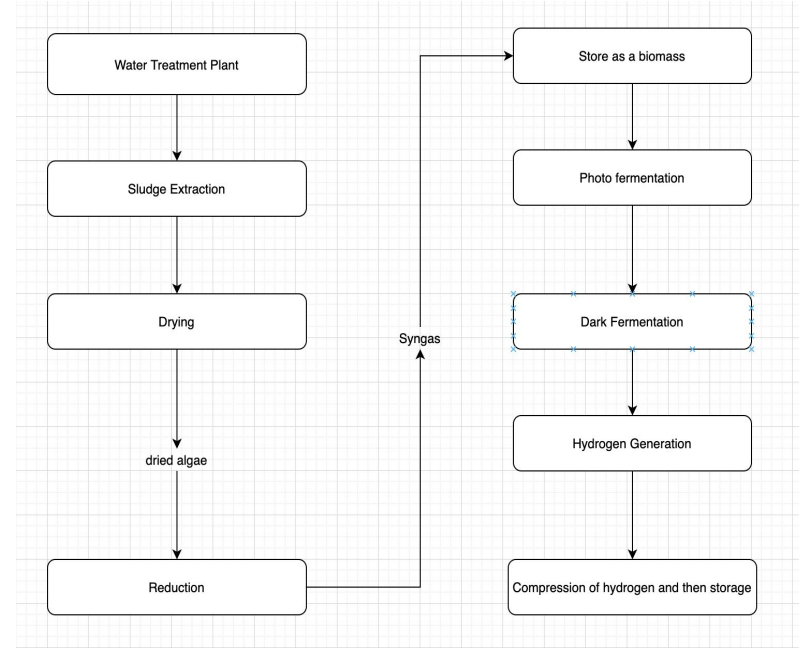 Water Treatment Plant
Sludge Extraction
Drying
dried algae
Reduction
Syngas
Store as a biomass
Photo fermentation
Dark Fermentation
Hydrogen Generation
Compression of hydrogen and then storage